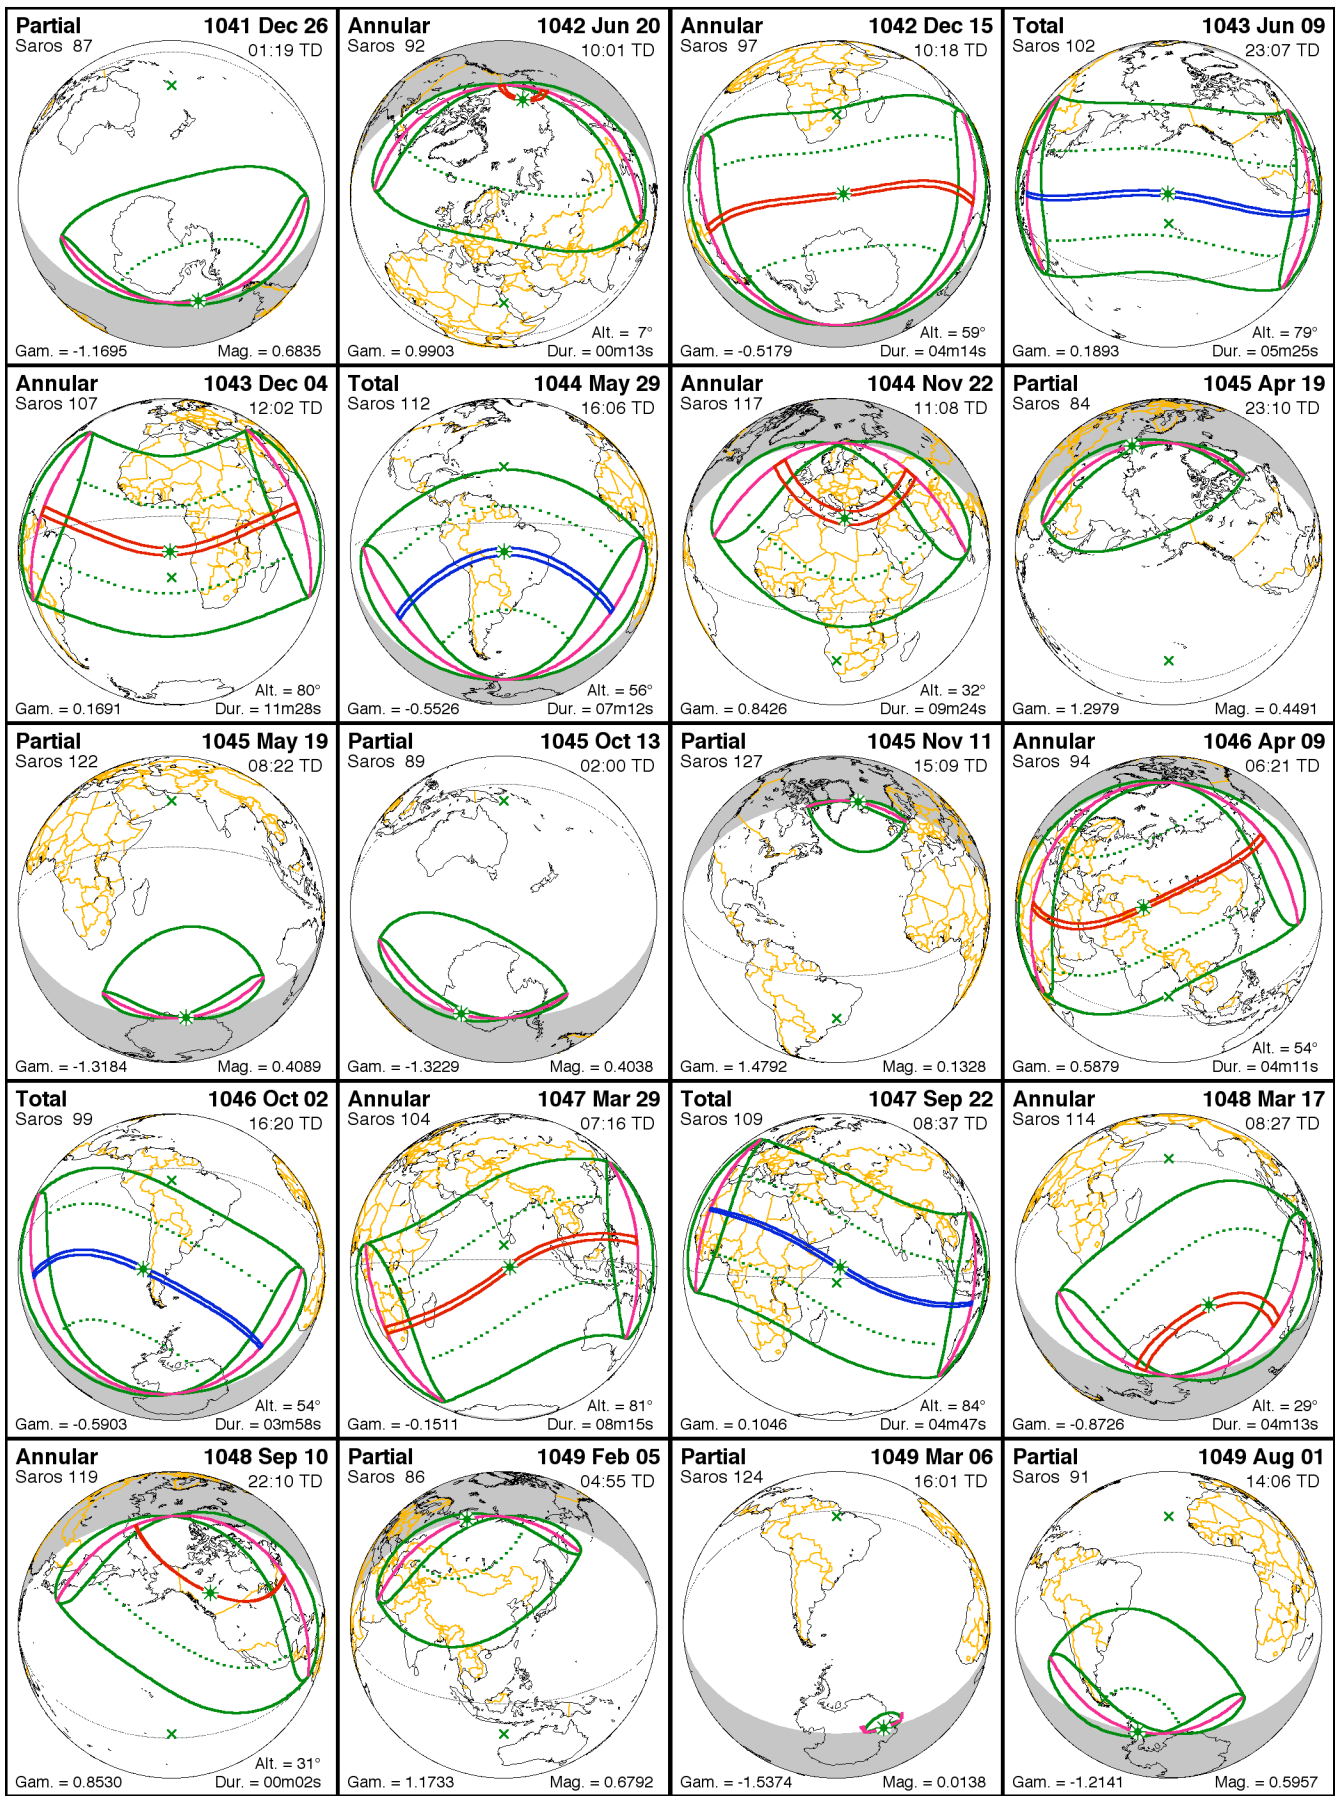 Partial 1041 Dec 26
Saros 87 01:19 TD
Gam. = -1.1695 Mag. = 0.6835
Annular 1042 Jun 20
Saros 92 10:01 TD
Alt. = 7°
Gam. = 0.9903 Dur. = 00m13s
Annular 1042 Dec 15
Saros 97 10:18 TD
Alt. = 59°
Gam. = -0.5179 Dur. = 04m14s
Total 1043 Jun 09
Saros 102 23:07 TD
Alt. = 79°
Gam. = 0.1893 Dur. = 05m25s
Annular 1043 Dec 04
Saros 107 12:02 TD
Alt. = 80°
Gam. = 0.1691 Dur. = 11m28s
Total 1044 May 29
Saros 112 16:06 TD
Alt. = 56°
Gam. = -0.5526 Dur. = 07m12s
Annular 1044 Nov 22
Saros 117 11:08 TD
Alt. = 32°
Gam. = 0.8426 Dur. = 09m24s
Partial 1045 Apr 19
Saros 84 23:10 TD
Gam. = 1.2979 Mag. = 0.4491
Partial 1045 May 19
Saros 122 08:22 TD
Gam. = -1.3184 Mag. = 0.4089
Partial 1045 Oct 13
Saros 89 02:00 TD
Gam. = -1.3229 Mag. = 0.4038
Partial 1045 Nov 11
Saros 127 15:09 TD
Gam. = 1.4792 Mag. = 0.1328
Annular 1046 Apr 09
Saros 94 06:21 TD
Alt. = 54°
Gam. = 0.5879 Dur. = 04m11s
Total 1046 Oct 02
Saros 99 16:20 TD
Alt. = 54°
Gam. = -0.5903 Dur. = 03m58s
Annular 1047 Mar 29
Saros 104 07:16 TD
Alt. = 81°
Gam. = -0.1511 Dur. = 08m15s
Total 1047 Sep 22
Saros 109 08:37 TD
Alt. = 84°
Gam. = 0.1046 Dur. = 04m47s
Annular 1048 Mar 17
Saros 114 08:27 TD
Alt. = 29°
Gam. = -0.8726 Dur. = 04m13s
Annular 1048 Sep 10
Saros 119 22:10 TD
Alt. = 31°
Gam. = 0.8530 Dur. = 00m02s
Partial 1049 Feb 05
Saros 86 04:55 TD
Gam. = 1.1733 Mag. = 0.6792
Partial 1049 Mar 06
Saros 124 16:01 TD
Gam. = -1.5374 Mag. = 0.0138
Partial 1049 Aug 01
Saros 91 14:06 TD
Gam. = -1.2141 Mag. = 0.5957